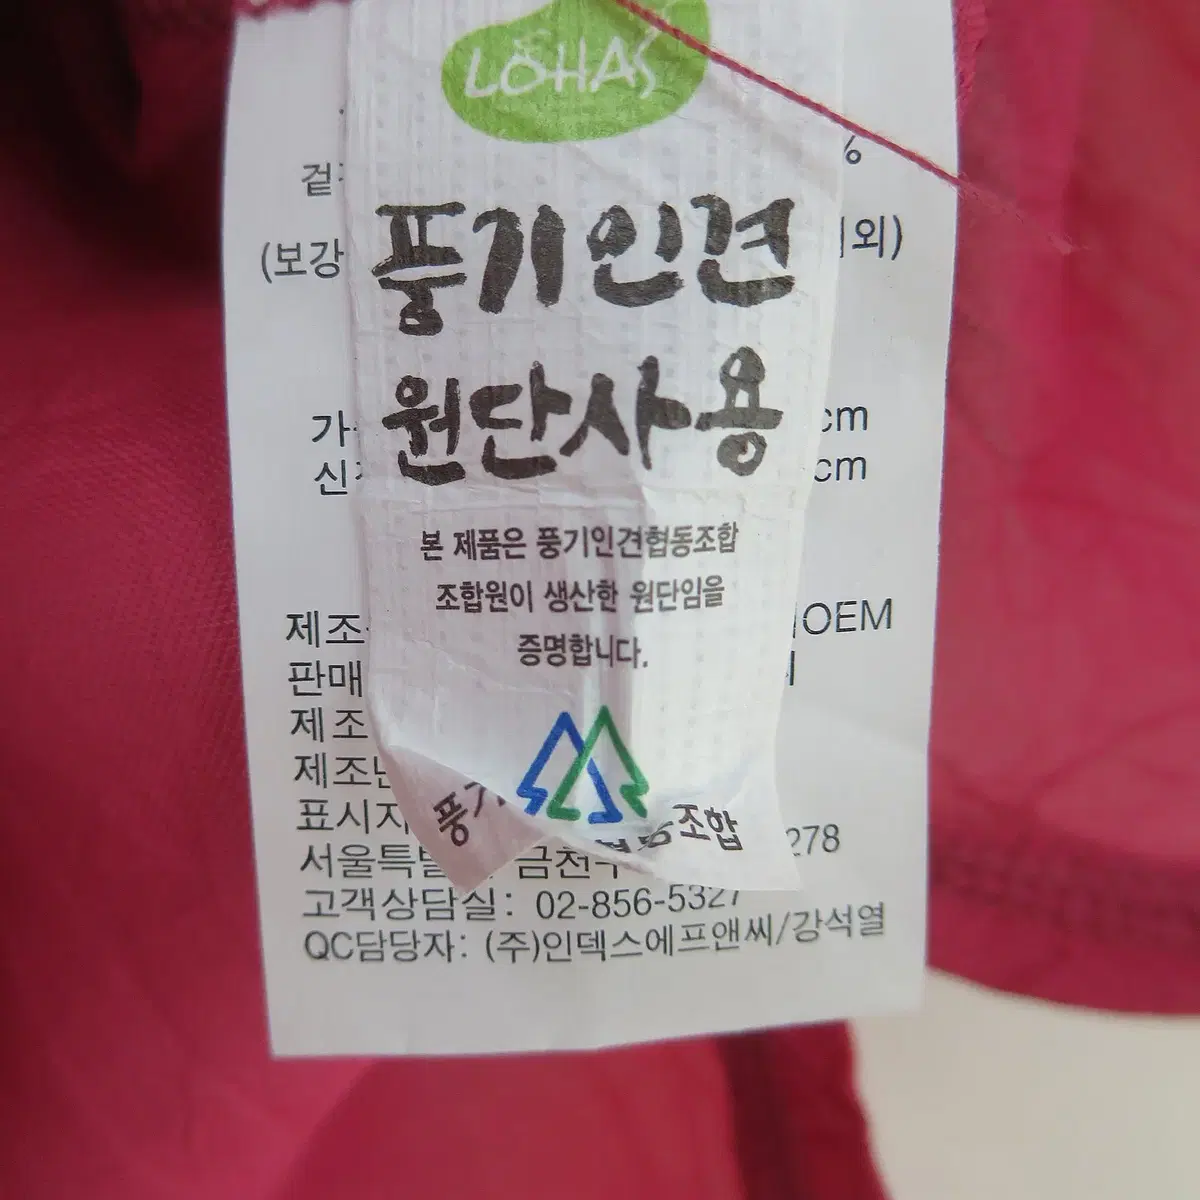 LOHAS
%
겉
(보강
외)
풍기인견
원단사용
cm
cm
본 제품은 풍기인견협동조합
조합원이 생산한 원단임을
증명합니다.
제조
OEM
판매
제조
제조년
표시자
풍기 협동조합
서울특별 금천구 278
고객상담실: 02-856-5327
QC담당자: (주)인덱스에프앤씨/강석열